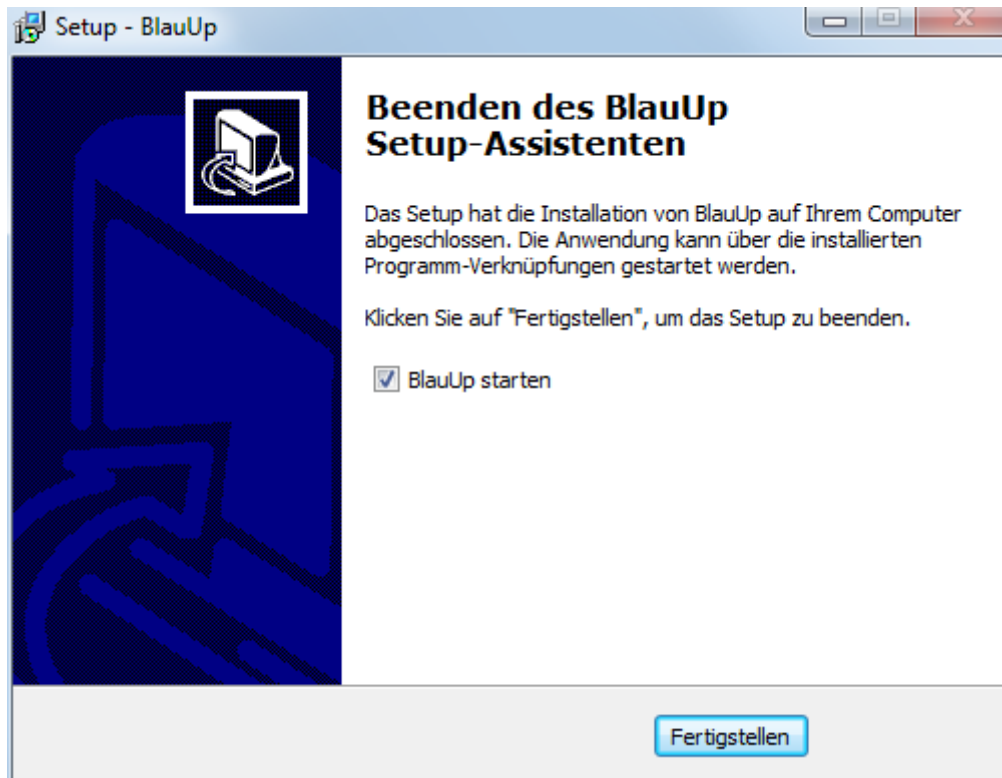 Setup - BlauUp
Beenden des BlauUp
Setup-Assistenten
Das Setup hat die Installation von BlauUp auf Ihrem Computer
abgeschlossen. Die Anwendung kann über die installierten
Programm-Verknüpfungen gestartet werden.
Klicken Sie auf "Fertigstellen", um das Setup zu beenden.
BlauUp starten
Fertigstellen